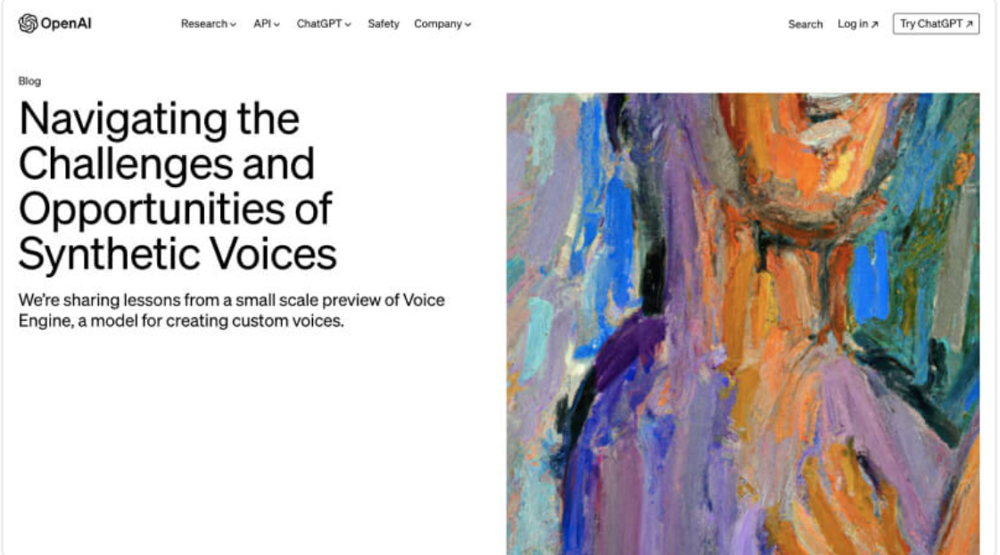 OpenAI
Research
API
ChatGPT
Safety
Company
Search
Log in ↗
Try ChatGPT ↗
Blog
Navigating the
Challenges and
Opportunities of
Synthetic Voices
We’re sharing lessons from a small scale preview of Voice
Engine, a model for creating custom voices.